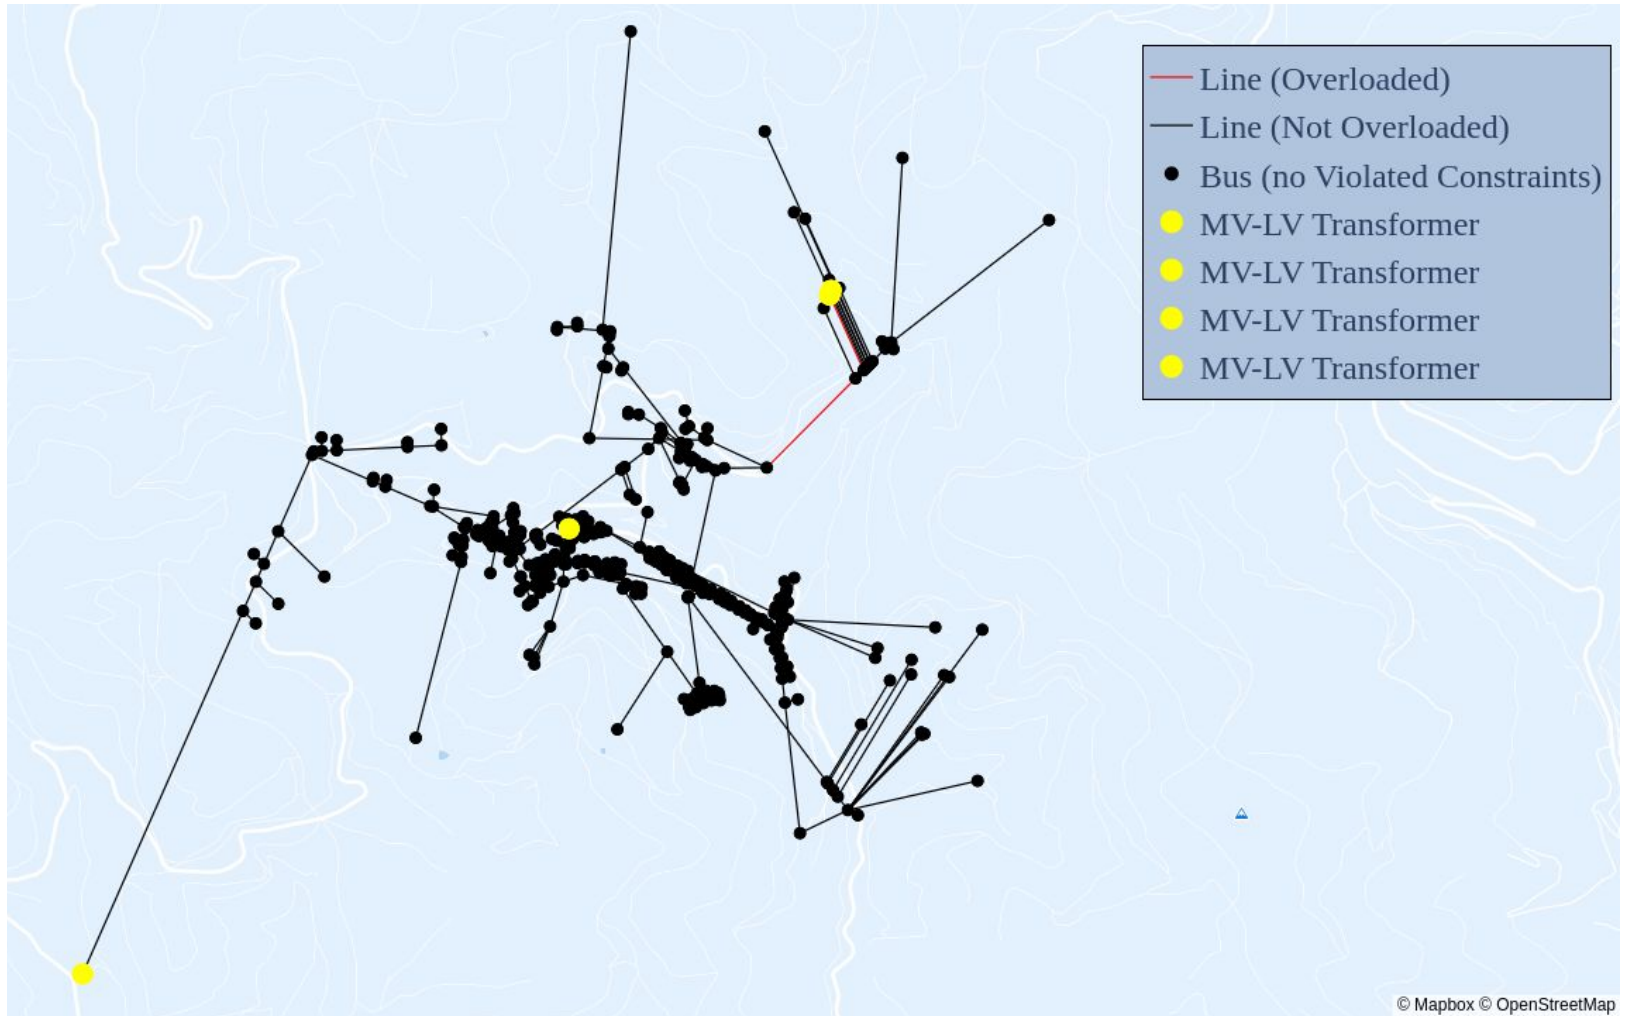 Line (Overloaded)
Line (Not Overloaded)
Bus (no Violated Constraints)
MV-LV Transformer
MV-LV Transformer
MV-LV Transformer
MV-LV Transformer
© Mapbox © OpenStreetMap